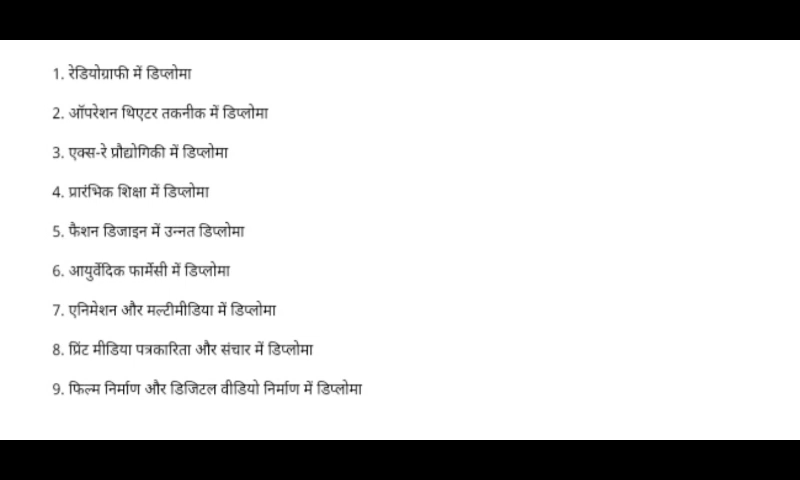 1. रेडियोग्राफी में डिप्लोमा
2. ऑपरेशन थिएटर तकनीक में डिप्लोमा
3. एक्स-रे प्रौद्योगिकी में डिप्लोमा
4. प्रारंभिक शिक्षा में डिप्लोमा
5. फैशन डिजाइन में उन्नत डिप्लोमा
6. आयुर्वेदिक फार्मेसी में डिप्लोमा
7. एनिमेशन और मल्टीमीडिया में डिप्लोमा
8. प्रिंट मीडिया पत्रकारिता और संचार में डिप्लोमा
9. फिल्म निर्माण और डिजिटल वीडियो निर्माण में डिप्लोमा